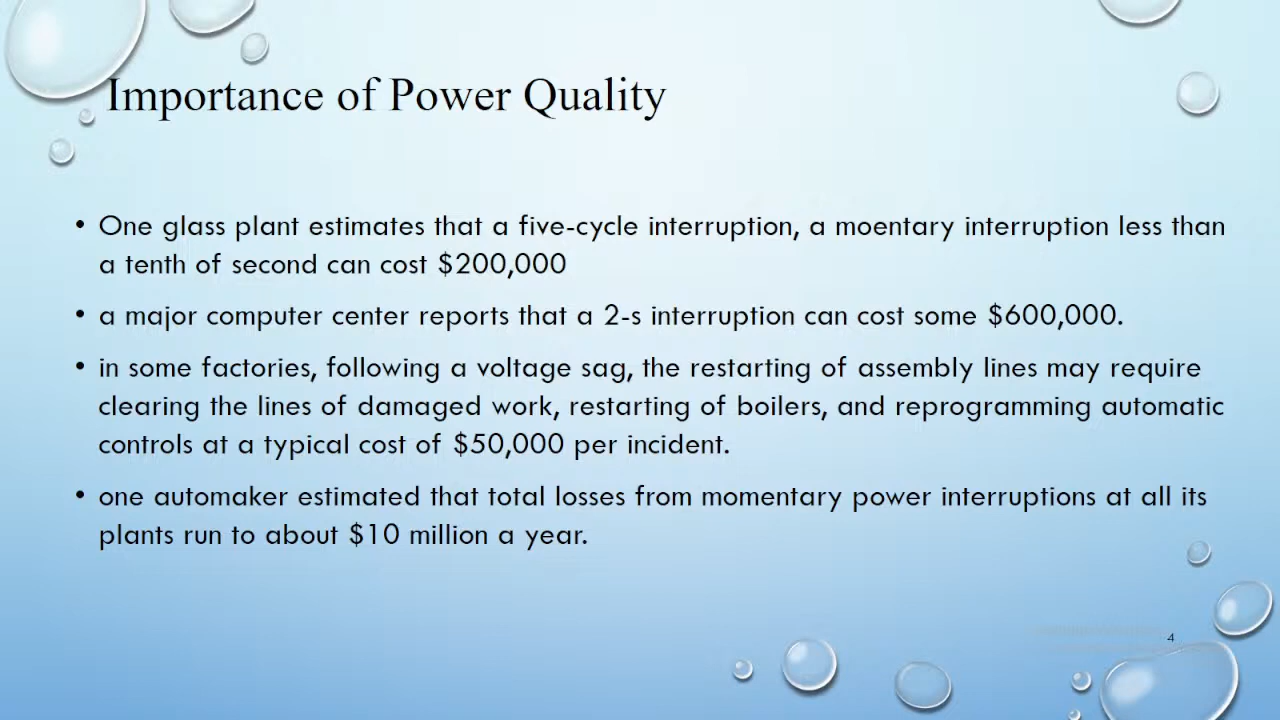 Importance of Power Quality
• One glass plant estimates that a five-cycle interruption, a moentary interruption less than
a tenth of second can cost $200,000
• a major computer center reports that a 2-s interruption can cost some $600,000.
• in some factories, following a voltage sag, the restarting of assembly lines may require
clearing the lines of damaged work, restarting of boilers, and reprogramming automatic
controls at a typical cost of $50,000 per incident.
• one automaker estimated that total losses from momentary power interruptions at all its
plants run to about $10 million a year.
4